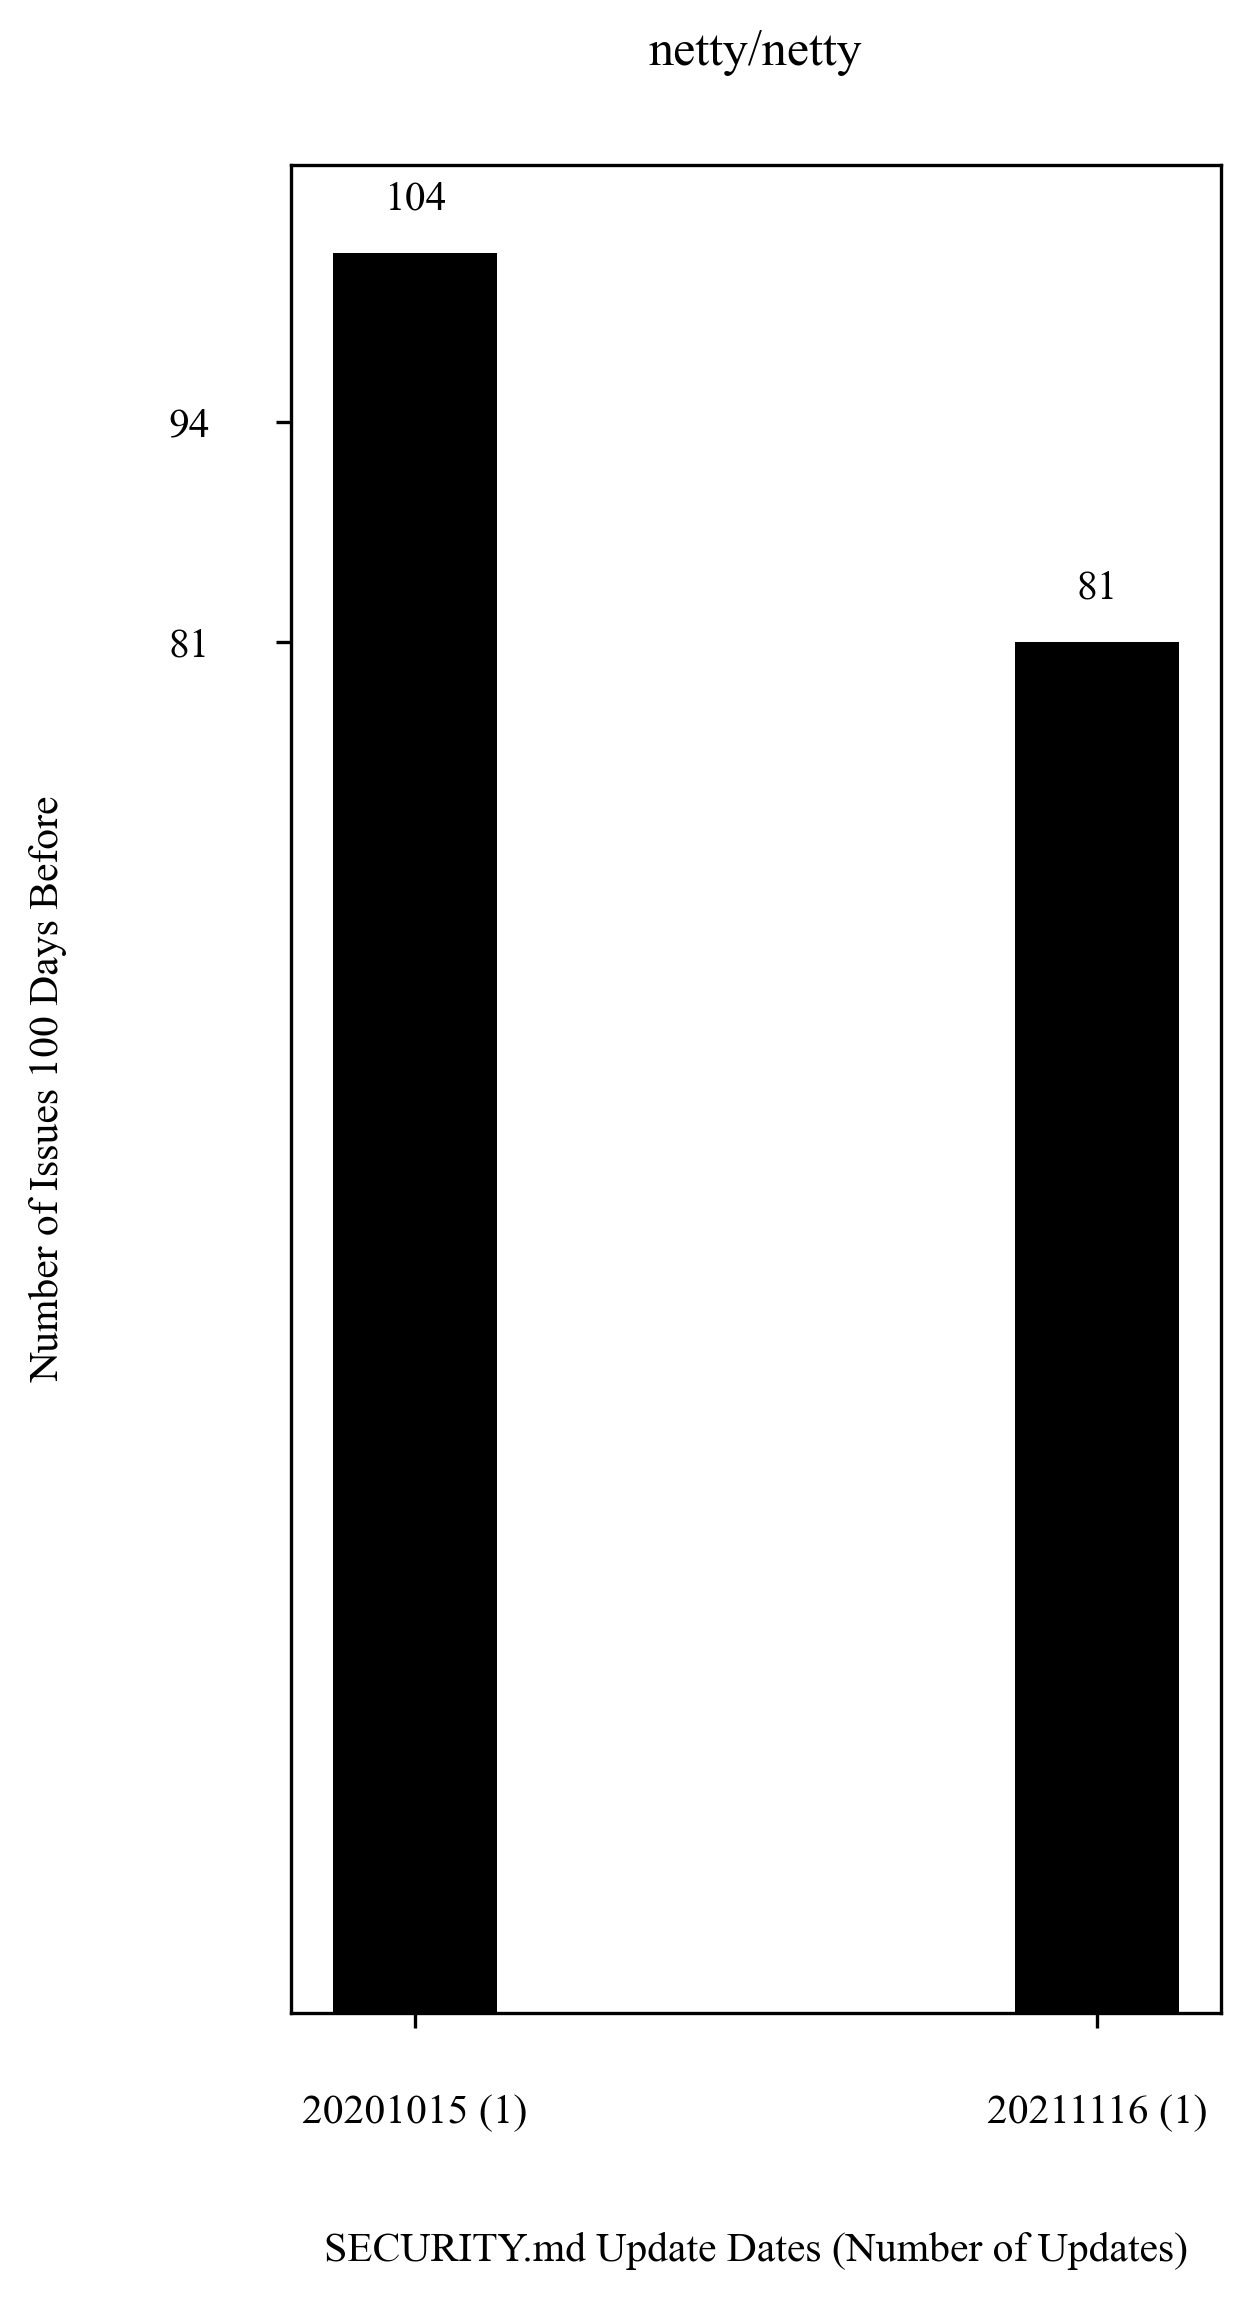 netty/netty
104
94
81
81
Number of Issues 100 Days Before
20201015 (1)
20211116 (1)
SECURITY.md Update Dates (Number of Updates)